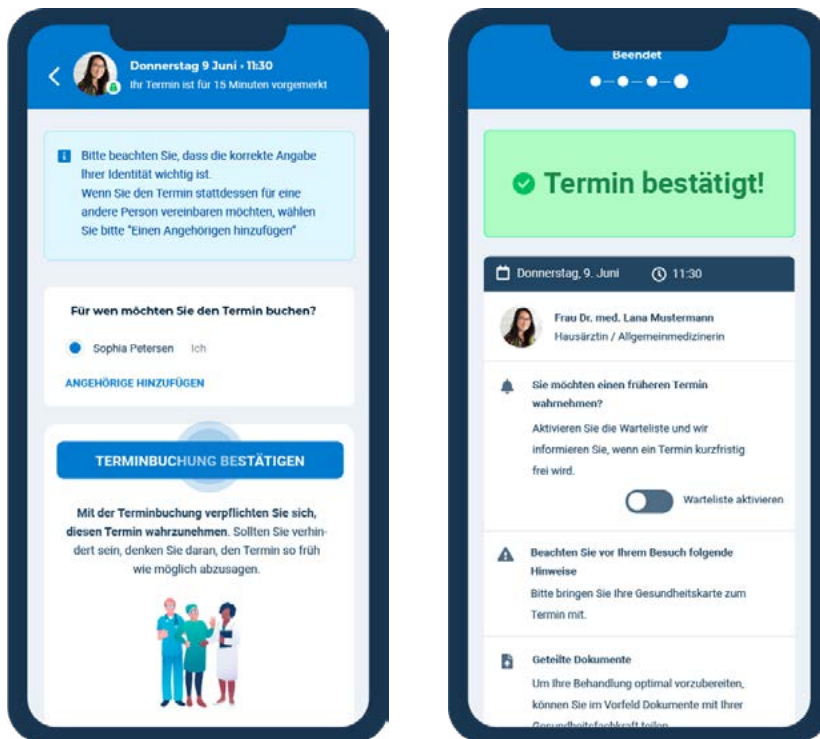 Donnerstag 9 Juni • 11:30
Ihr Termin ist für 15 Minuten vorgemerkt
Bitte beachten Sie, dass die korrekte Angabe
Ihrer Identität wichtig ist.
Wenn Sie den Termin stattdessen für eine
andere Person vereinbaren möchten, wählen
Sie bitte "Einen Angehörigen hinzufügen"
Für wen möchten Sie den Termin buchen?
Sophia Petersen Ich
ANGEHÖRIGE HINZUFÜGEN
TERMINBUCHUNG BESTÄTIGEN
Mit der Terminbuchung verpflichten Sie sich,
diesen Termin wahrzunehmen. Sollten Sie verhin-
dert sein, denken Sie daran, den Termin so früh
wie möglich abzusagen.
Beendet
Termin bestätigt!
Donnerstag, 9. Juni 11:30
Frau Dr. med. Lana Mustermann
Hausärztin / Allgemeinmedizinerin
Sie möchten einen früheren Termin
wahrnehmen?
Aktivieren Sie die Warteliste und wir
informieren Sie, wenn ein Termin kurzfristig
frei wird.
Warteliste aktivieren
Beachten Sie vor Ihrem Besuch folgende
Hinweise
Bitte bringen Sie Ihre Gesundheitskarte zum
Termin mit.
Geteilte Dokumente
Um Ihre Behandlung optimal vorzubereiten,
können Sie im Vorfeld Dokumente mit Ihrer
Gesundheitsfachkraft teilen